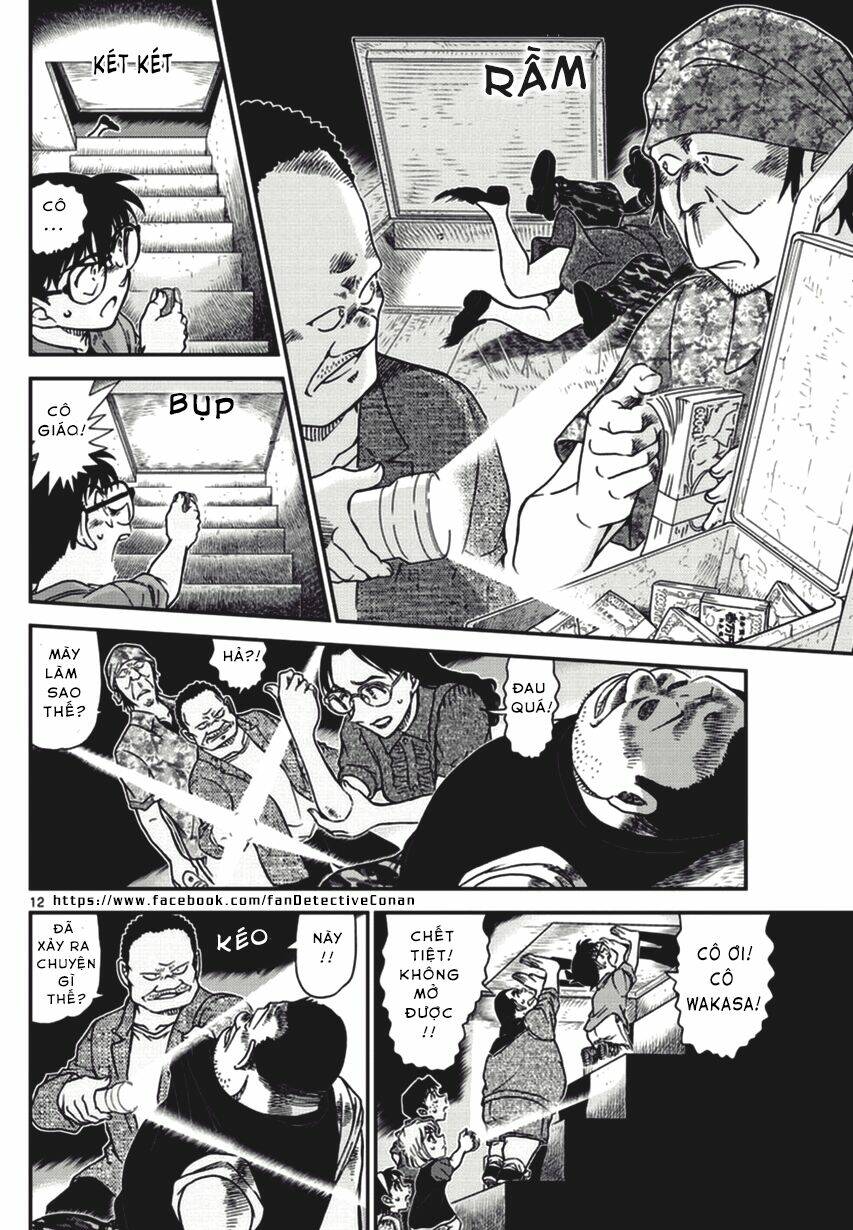 KÉT KÉT
CÔ
...
RẦM
CÔ
GIÁO!
BỤP
MÀY
LÀM
SAO
THẾ?
HẢ?!
ĐAU
QUÁ!
12
https://www.facebook.com/fanDetectiveConan
ĐÃ
XẢY RA
CHUYỆN
GÌ
THẾ?
KÉO
NÀY
!!
CHẾT
TIỆT!
KHÔNG
MỞ
ĐƯỢC
!!
CÔ ƠI!
CÔ
WAKASA!